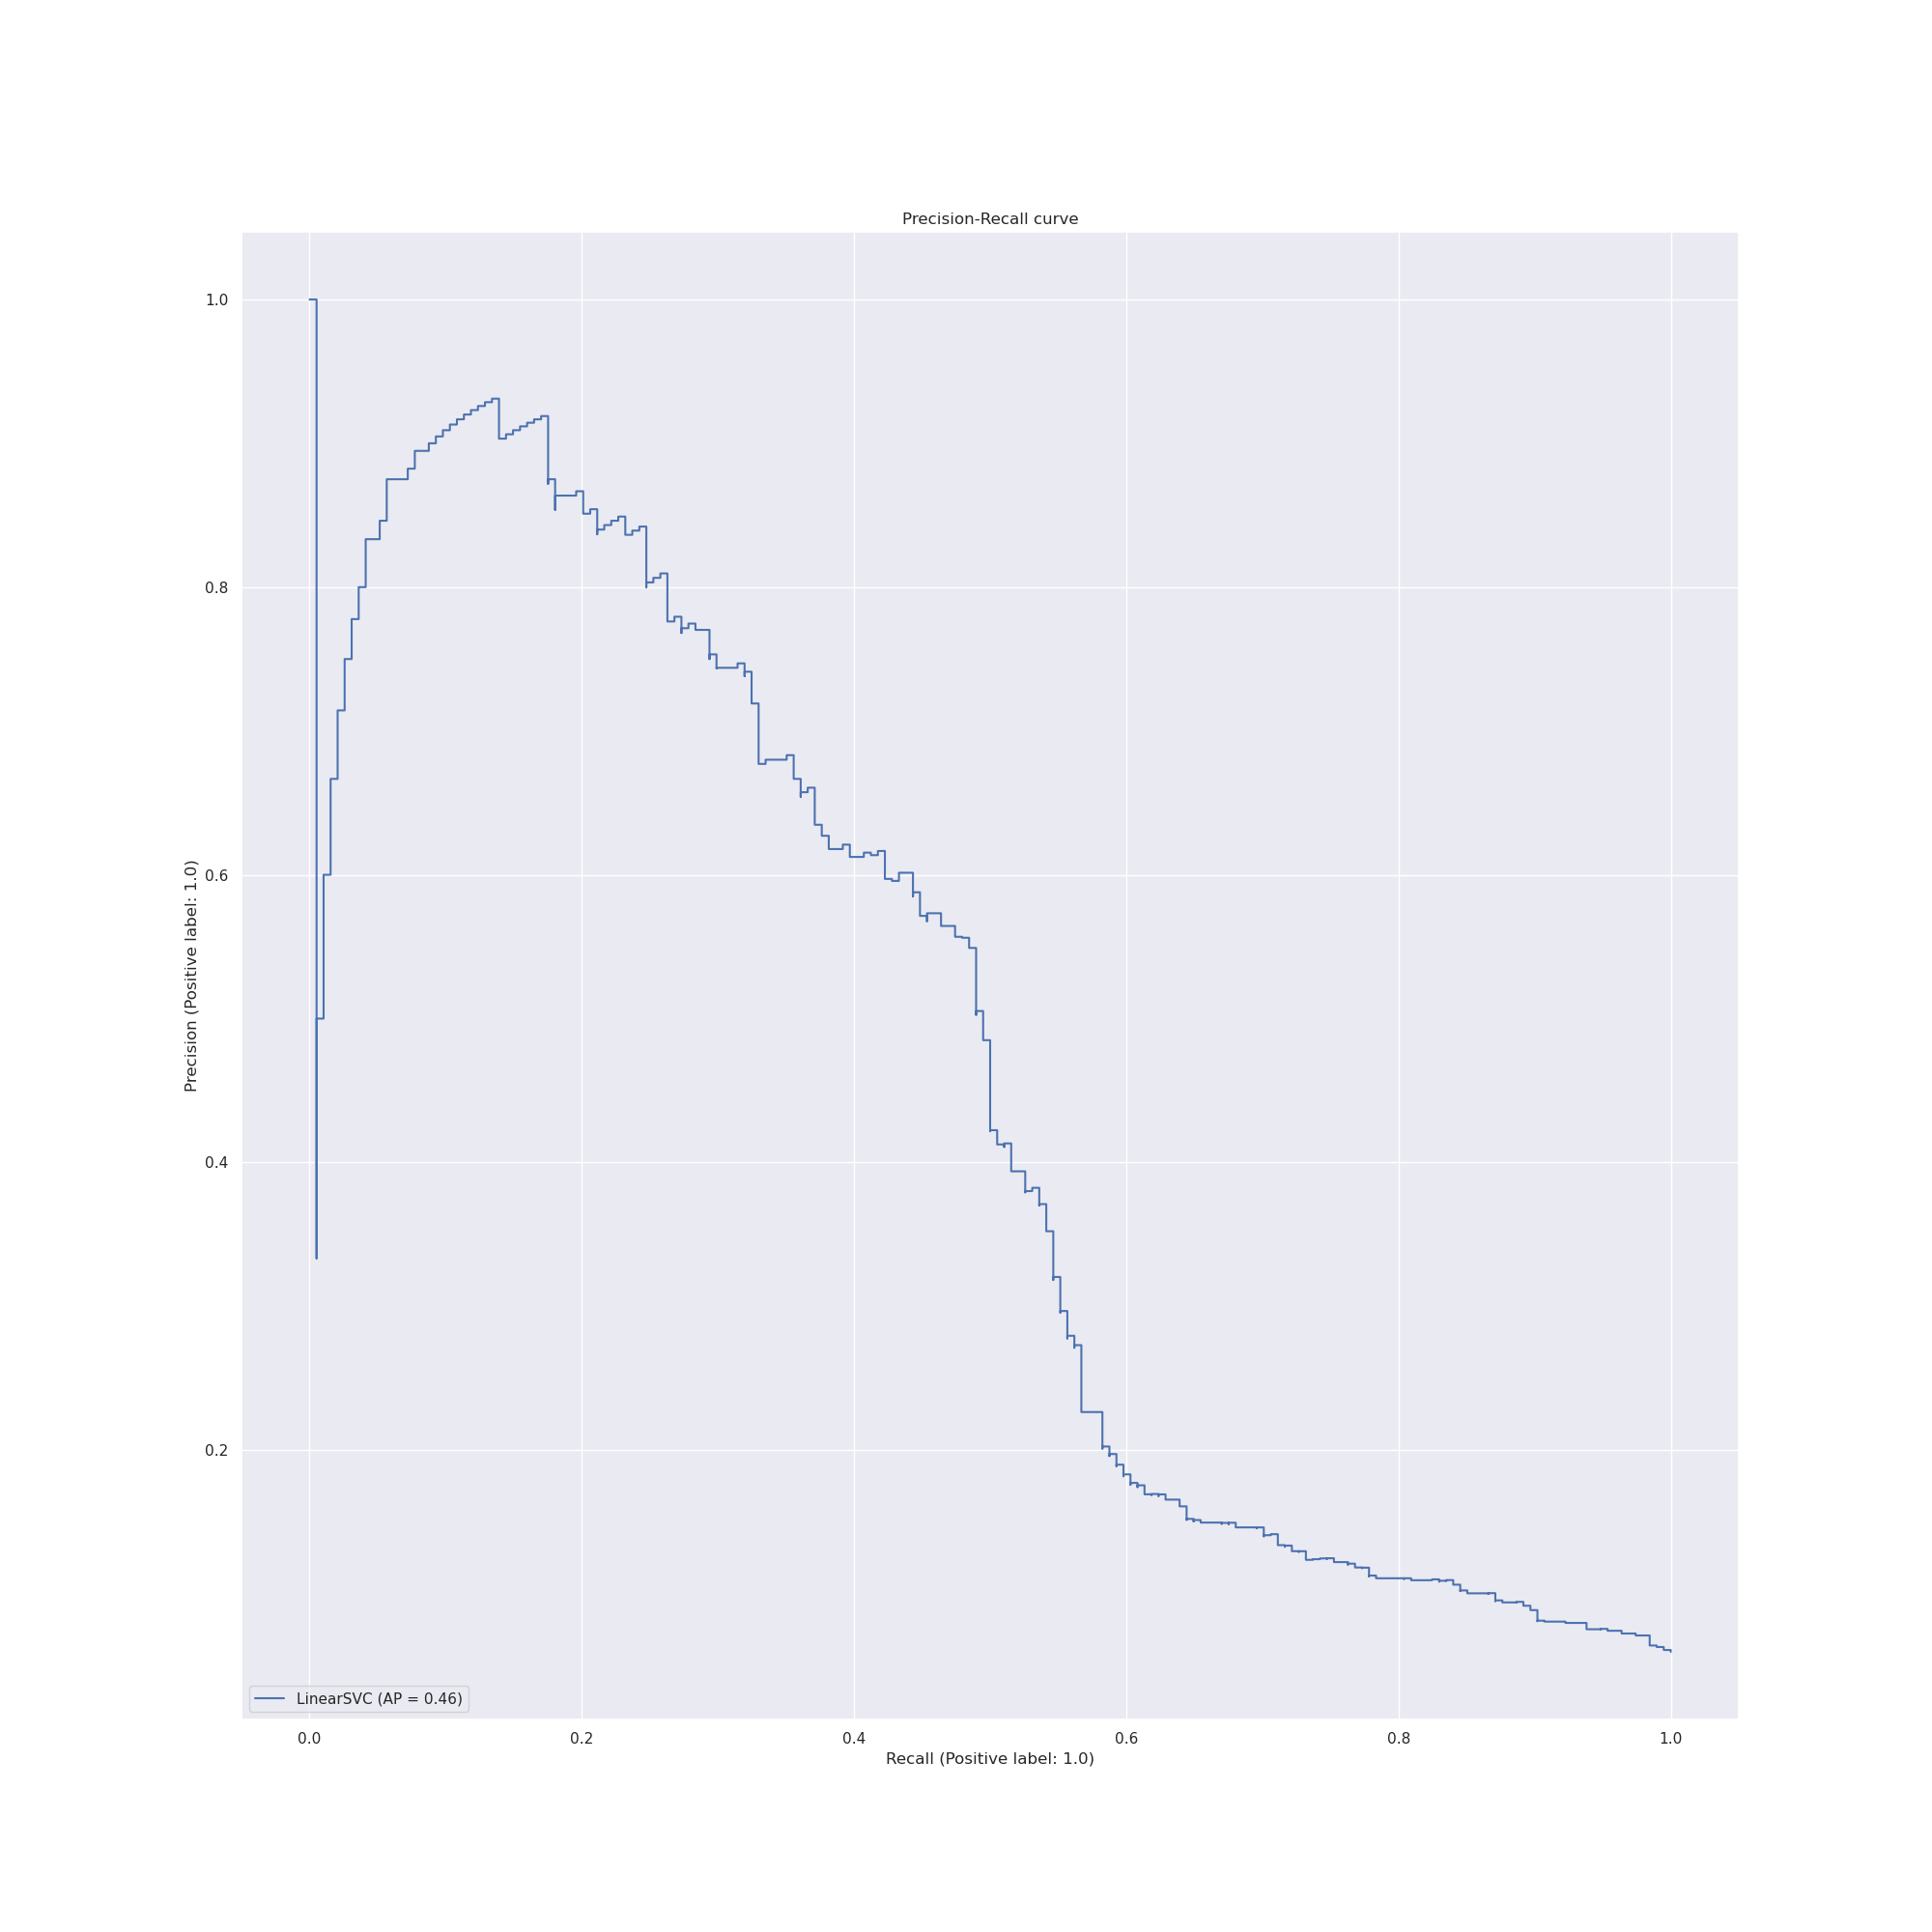 Precision-Recall curve
1.0
0.8
0.6
0.4
0.2
Precision (Positive label: 1.0)
LinearSVC (AP = 0.46)
0.0 0.2 0.4 0.6 0.8 1.0
Recall (Positive label: 1.0)